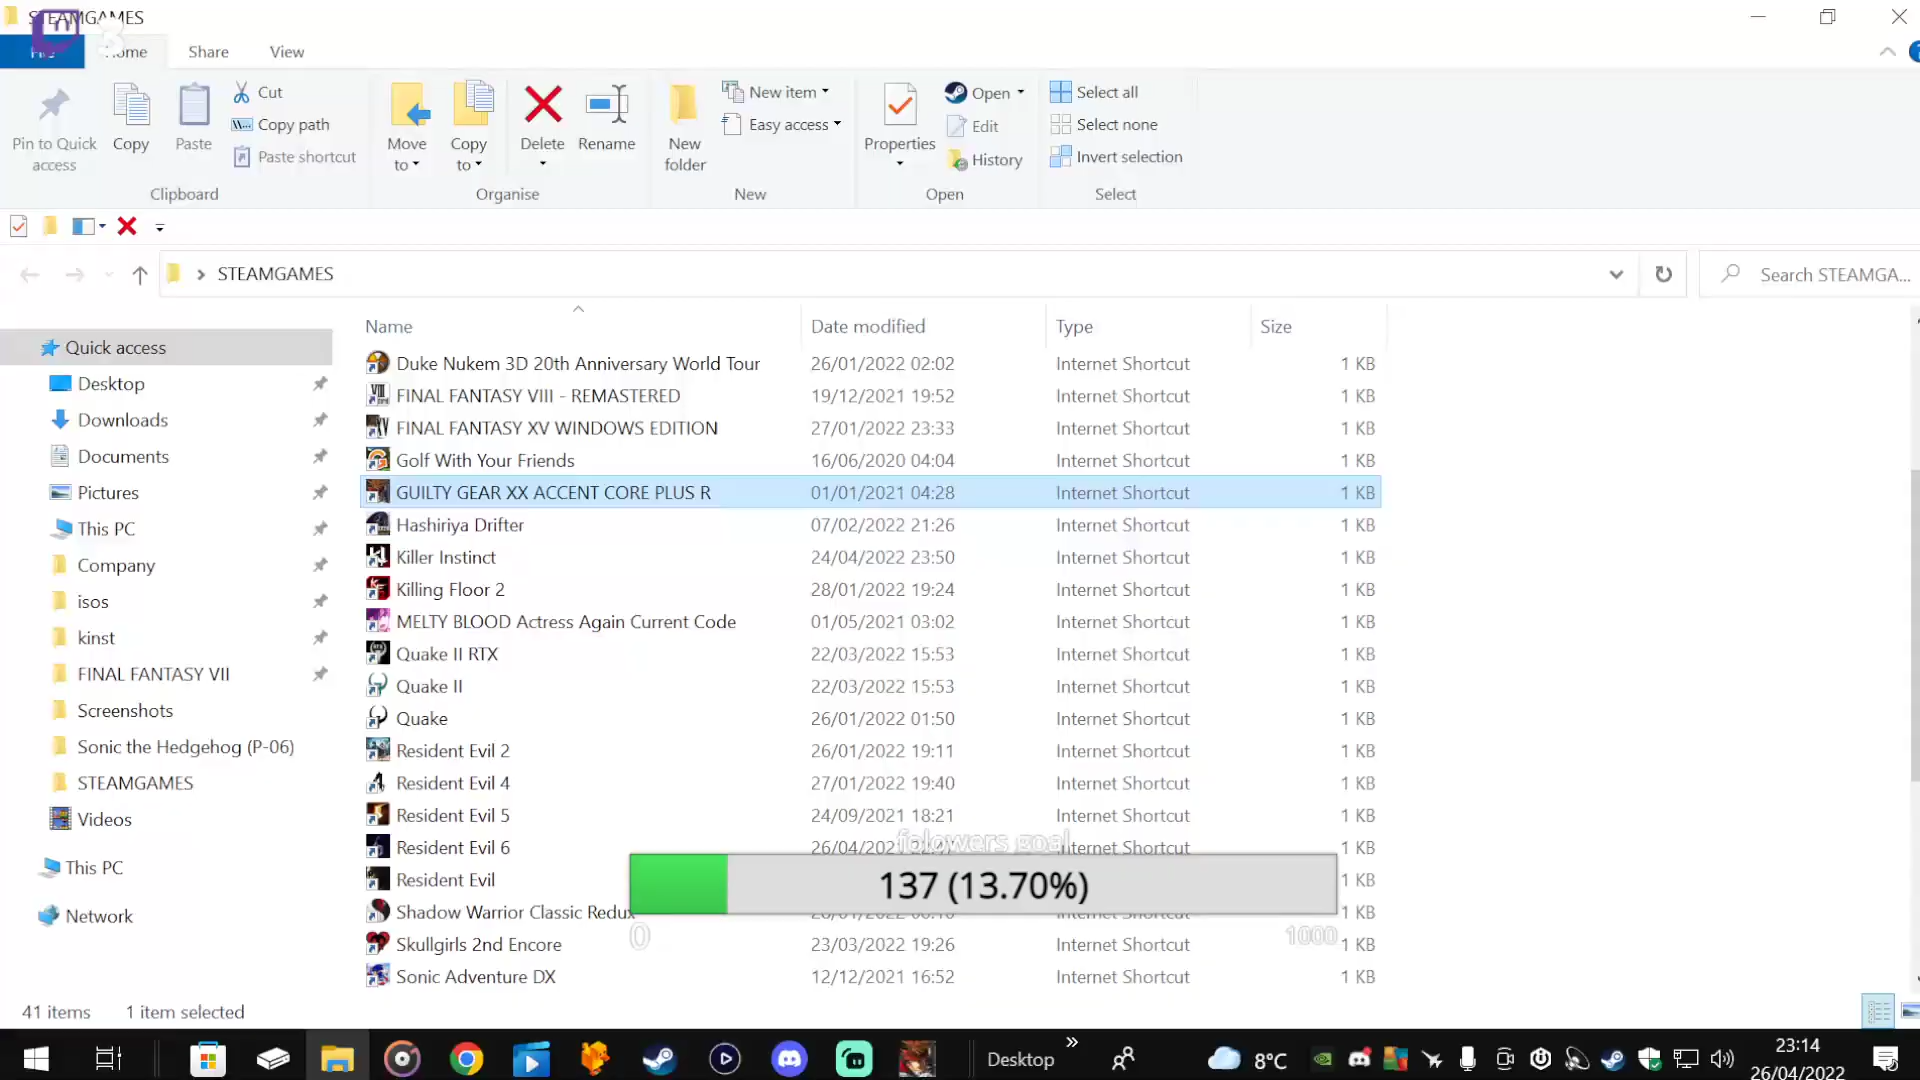 STEAMGAMES
3
Home
Share
View
Pin to Quick access
Copy
Paste
Cut
Copy path
Paste shortcut
Clipboard
Move to
Copy to
Delete
Rename
Organise
New folder
New item
Easy access
New
Properties
Open
Edit
History
Open
Select all
Select none
Invert selection
Select
STEAMGAMES
Search STEAMGA...
Name
Date modified
Type
Size
Quick access
Desktop
Downloads
Documents
Pictures
This PC
Company
isos
kinst
FINAL FANTASY VII
Screenshots
Sonic the Hedgehog (P-06)
STEAMGAMES
Videos
This PC
Network
Duke Nukem 3D 20th Anniversary World Tour 26/01/2022 02:02 Internet Shortcut 1 KB
FINAL FANTASY VIII - REMASTERED 19/12/2021 19:52 Internet Shortcut 1 KB
FINAL FANTASY XV WINDOWS EDITION 27/01/2022 23:33 Internet Shortcut 1 KB
Golf With Your Friends 16/06/2020 04:04 Internet Shortcut 1 KB
GUILTY GEAR XX ACCENT CORE PLUS R 01/01/2021 04:28 Internet Shortcut 1 KB
Hashiriya Drifter 07/02/2022 21:26 Internet Shortcut 1 KB
Killer Instinct 24/04/2022 23:50 Internet Shortcut 1 KB
Killing Floor 2 28/01/2022 19:24 Internet Shortcut 1 KB
MELTY BLOOD Actress Again Current Code 01/05/2021 03:02 Internet Shortcut 1 KB
Quake II RTX 22/03/2022 15:53 Internet Shortcut 1 KB
Quake II 22/03/2022 15:53 Internet Shortcut 1 KB
Quake 26/01/2022 01:50 Internet Shortcut 1 KB
Resident Evil 2 26/01/2022 19:11 Internet Shortcut 1 KB
Resident Evil 4 27/01/2022 19:40 Internet Shortcut 1 KB
Resident Evil 5 24/09/2021 18:21 Internet Shortcut 1 KB
Resident Evil 6 26/04/2022 Internet Shortcut 1 KB
Resident Evil 1 KB
Shadow Warrior Classic Redux 1 KB
Skullgirls 2nd Encore 23/03/2022 19:26 Internet Shortcut 1 KB
Sonic Adventure DX 12/12/2021 16:52 Internet Shortcut 1 KB
folowers goal
137 (13.70%)
0
1000
41 items
1 item selected
Desktop
8°C
23:14
26/04/2022